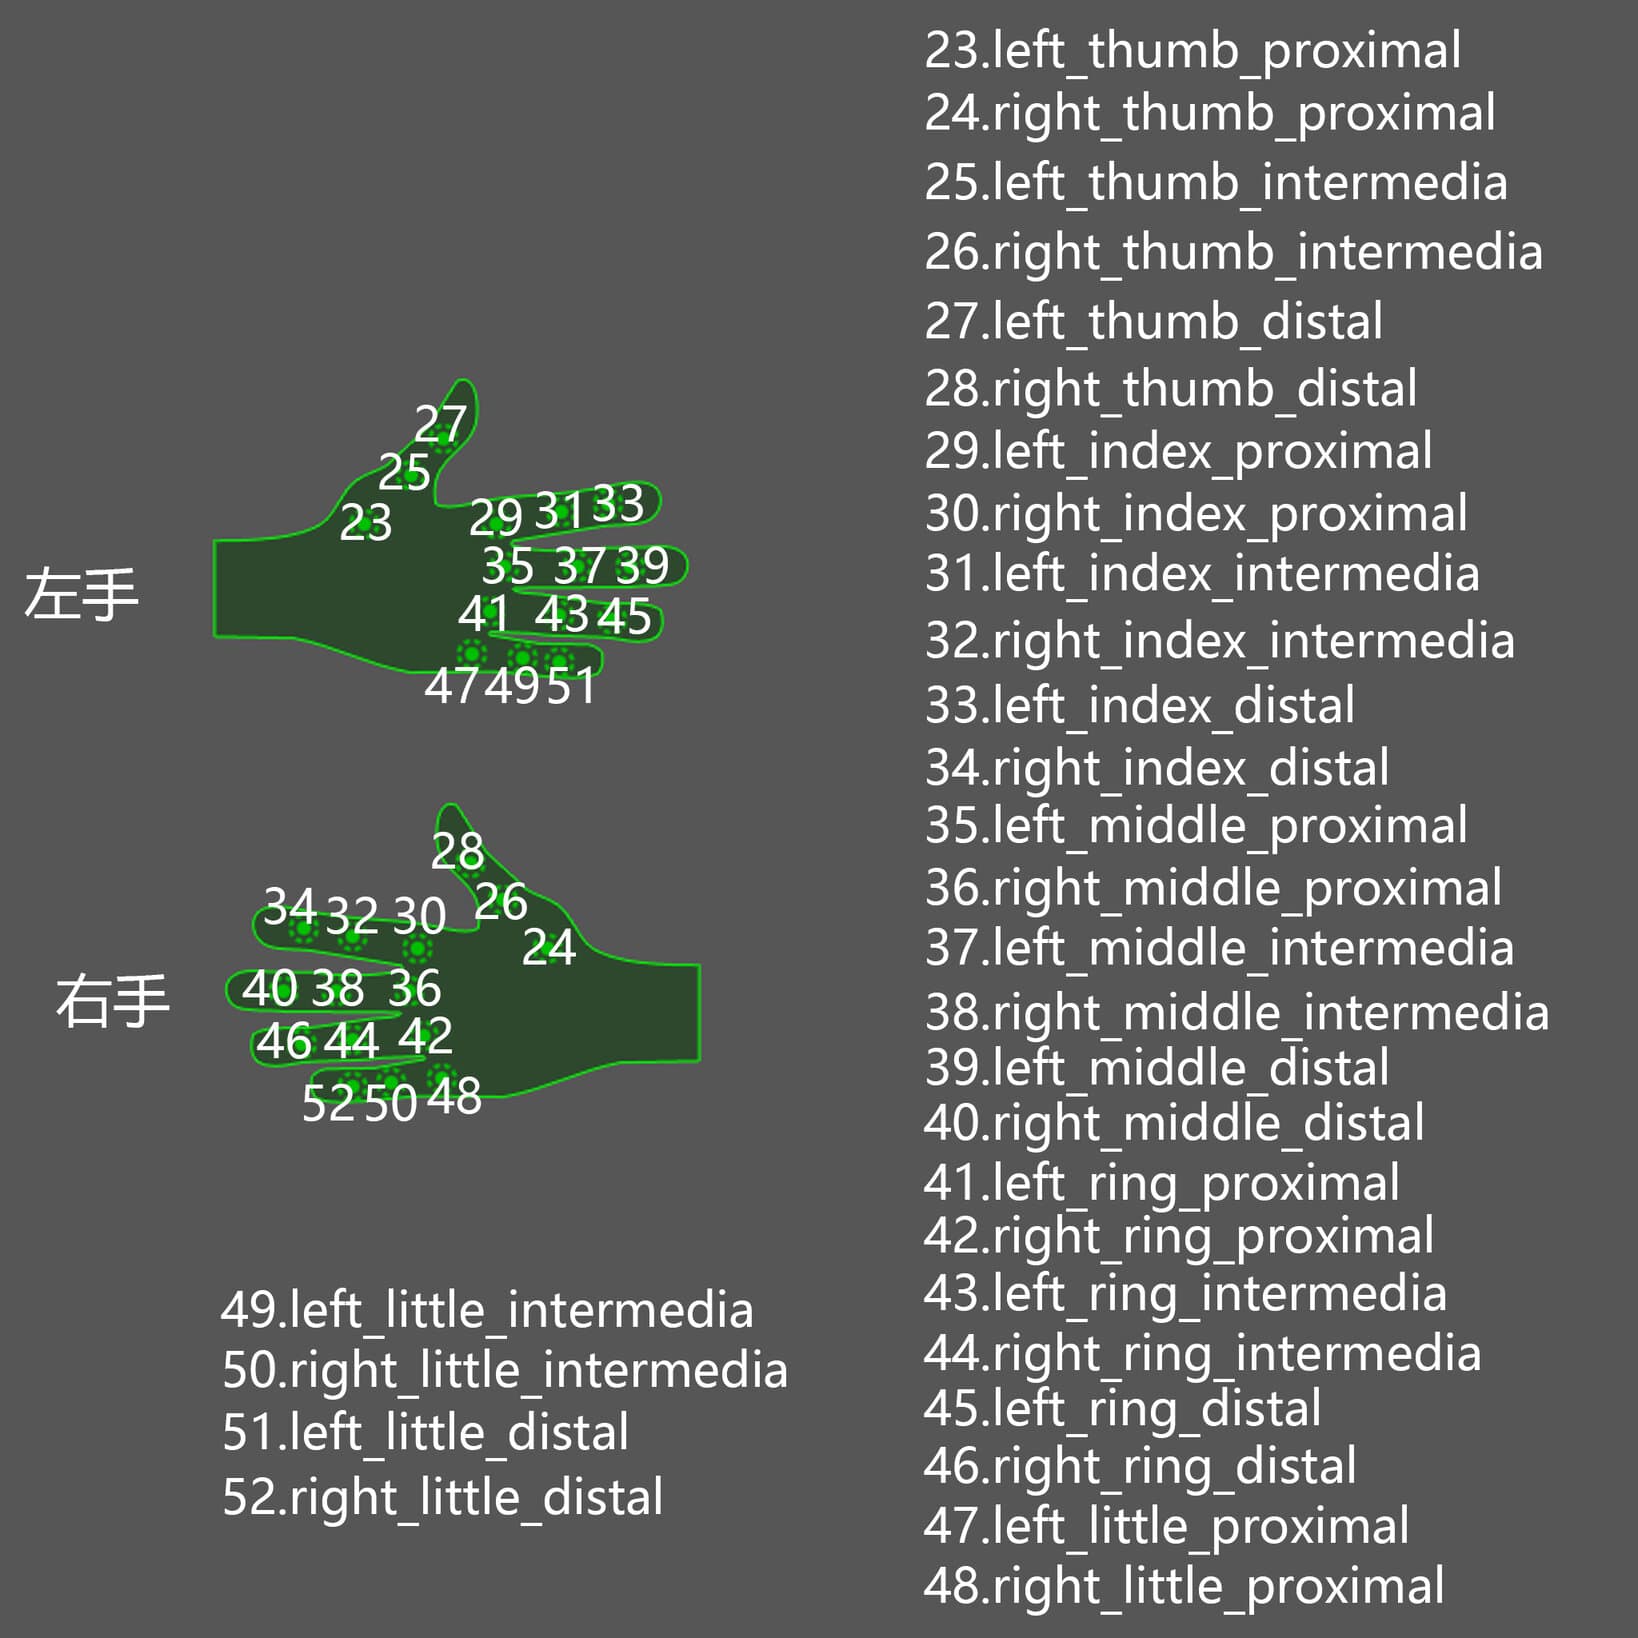 27
25
23
29 31 33
35 37 39
左手
41 43 45
47 49 51
28
26
34 32 30
24
40 38 36
右手
46 44 42
52 50 48
49.left_little_intermedia
50.right_little_intermedia
51.left_little_distal
52.right_little_distal
23.left_thumb_proximal
24.right_thumb_proximal
25.left_thumb_intermedia
26.right_thumb_intermedia
27.left_thumb_distal
28.right_thumb_distal
29.left_index_proximal
30.right_index_proximal
31.left_index_intermedia
32.right_index_intermedia
33.left_index_distal
34.right_index_distal
35.left_middle_proximal
36.right_middle_proximal
37.left_middle_intermedia
38.right_middle_intermedia
39.left_middle_distal
40.right_middle_distal
41.left_ring_proximal
42.right_ring_proximal
43.left_ring_intermedia
44.right_ring_intermedia
45.left_ring_distal
46.right_ring_distal
47.left_little_proximal
48.right_little_proximal